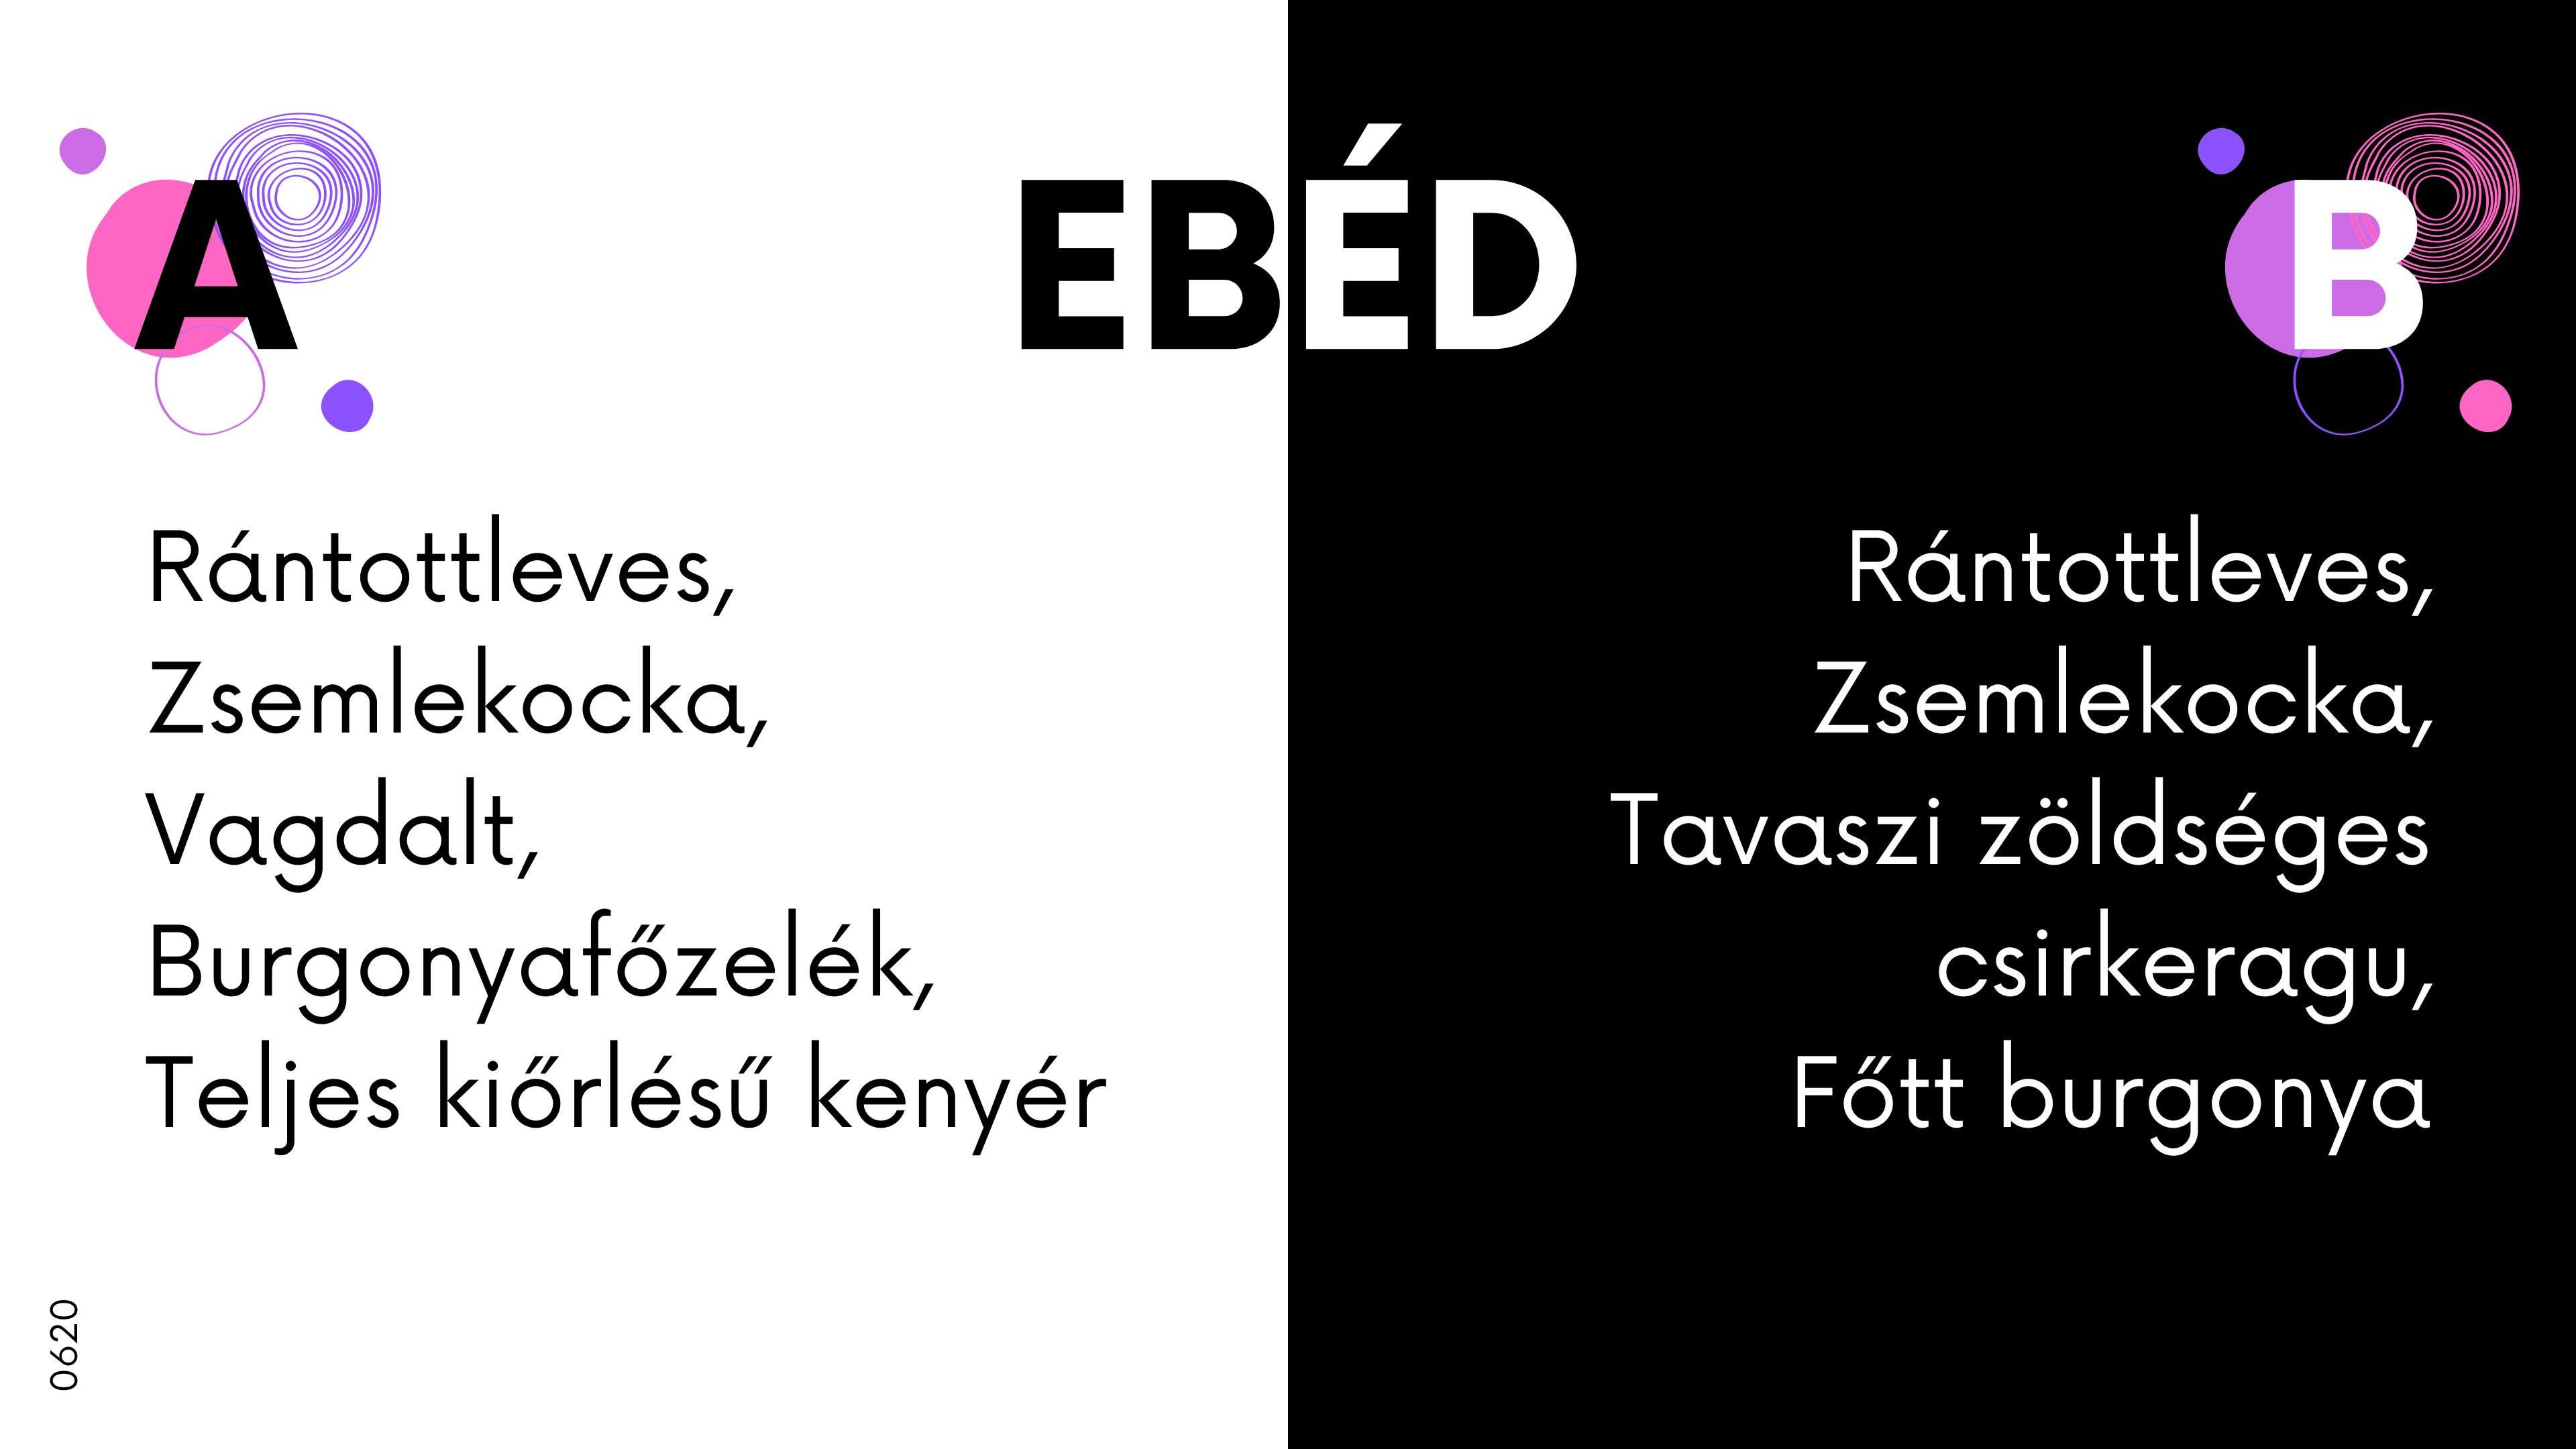 EBÉD
A
Rántottleves,
Zsemlekocka,
Vagdalt,
Burgonyafőzelék,
Teljes kiőrlésű kenyér
B
Rántottleves,
Zsemlekocka,
Tavaszi zöldséges
csirkeragu,
Főtt burgonya
0620